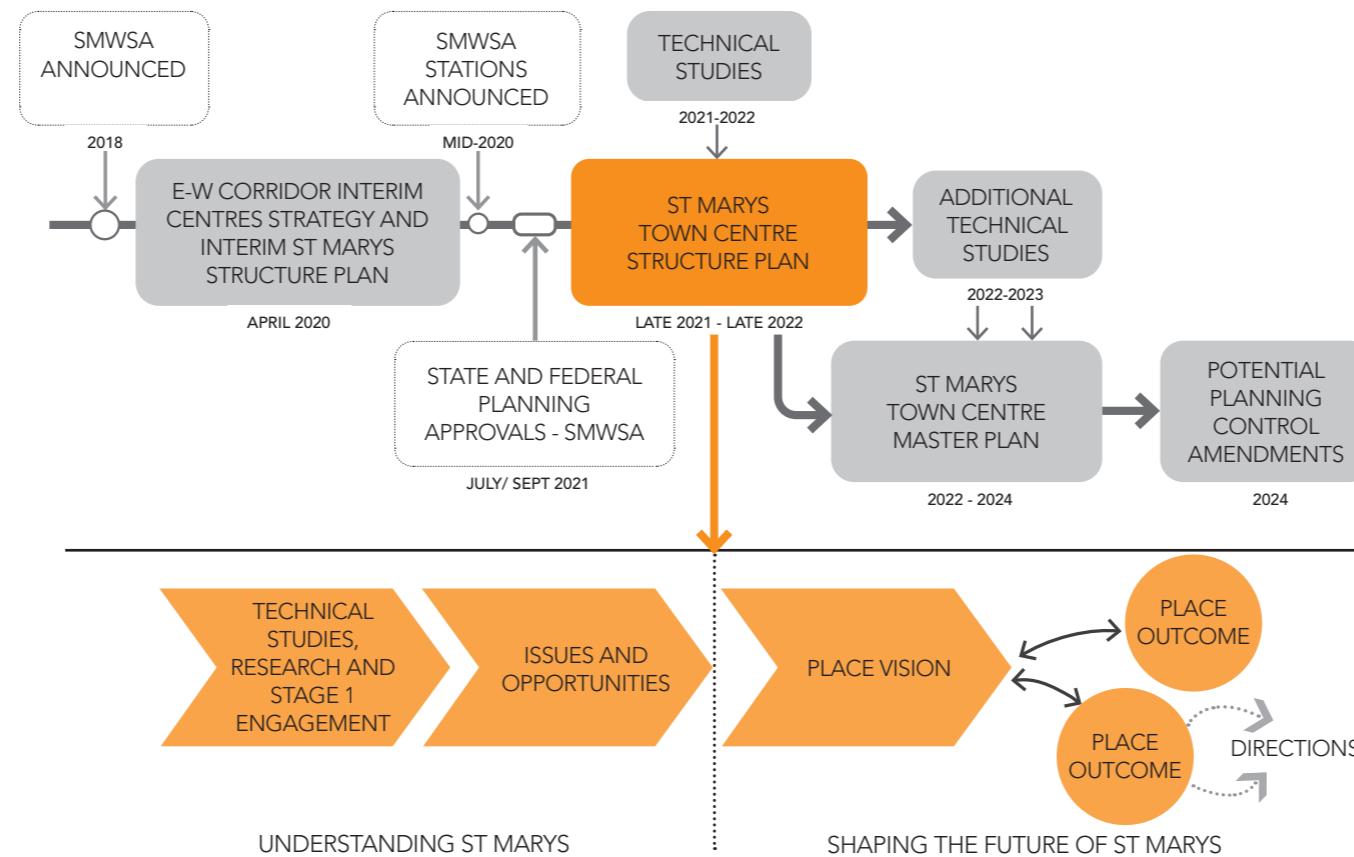 SMWSA
ANNOUNCED
2018
E-W CORRIDOR INTERIM
CENTRES STRATEGY AND
INTERIM ST MARYS
STRUCTURE PLAN
APRIL 2020
SMWSA
STATIONS
ANNOUNCED
MID-2020
STATE AND FEDERAL
PLANNING
APPROVALS - SMWSA
JULY/ SEPT 2021
TECHNICAL
STUDIES
2021-2022
ST MARYS
TOWN CENTRE
STRUCTURE PLAN
LATE 2021 - LATE 2022
ADDITIONAL
TECHNICAL
STUDIES
2022-2023
ST MARYS
TOWN CENTRE
MASTER PLAN
2022 - 2024
POTENTIAL
PLANNING
CONTROL
AMENDMENTS
2024
TECHNICAL
STUDIES,
RESEARCH AND
STAGE 1
ENGAGEMENT
ISSUES AND
OPPORTUNITIES
PLACE VISION
PLACE
OUTCOME
PLACE
OUTCOME
DIRECTIONS
UNDERSTANDING ST MARYS
SHAPING THE FUTURE OF ST MARYS